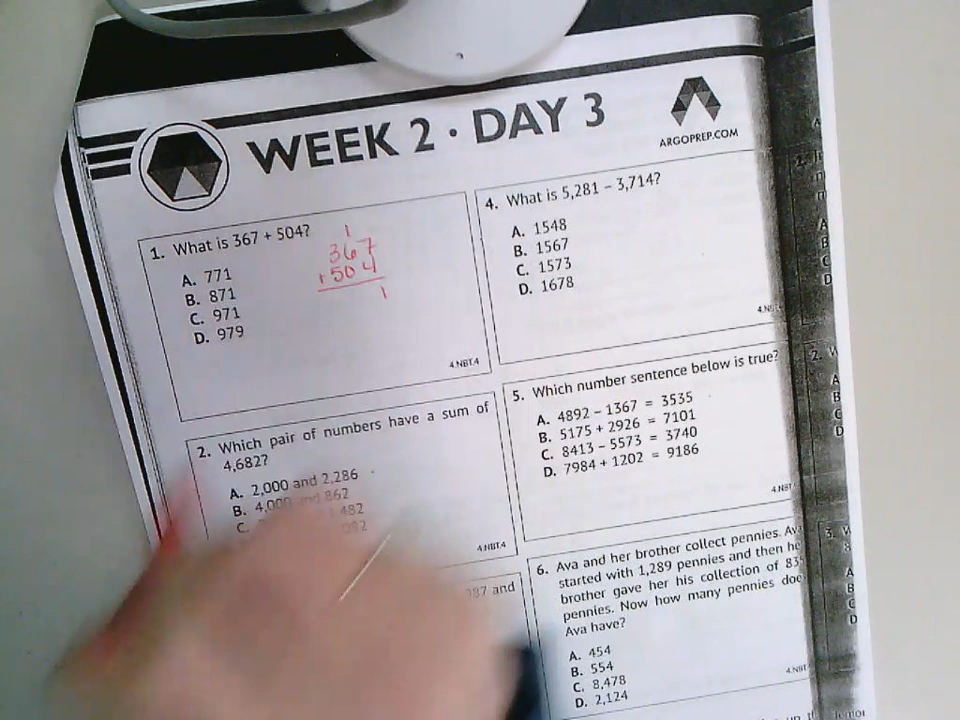 WEEK 2 · DAY 3
ARGOPREP.COM
1. What is 367 + 504?
A. 771
B. 871
C. 971
D. 979
1
367
+504
1
4.NBT.4
2. Which pair of numbers have a sum of
4,682?
A. 2,000 and 2,286
B. 4,000 and 862
C.
4.NBT.4
and
4. What is 5,281 – 3,714?
A. 1548
B. 1567
C. 1573
D. 1678
5. Which number sentence below is true?
A. 4892 – 1367 = 3535
B. 5175 + 2926 = 7101
C. 8413 – 5573 = 3740
D. 7984 + 1202 = 9186
6. Ava and her brother collect pennies.
started with 1,289 pennies and then
brother gave her his collection of
pennies. Now how many pennies
Ava have?
A. 454
B. 554
C. 8,478
D. 2,124